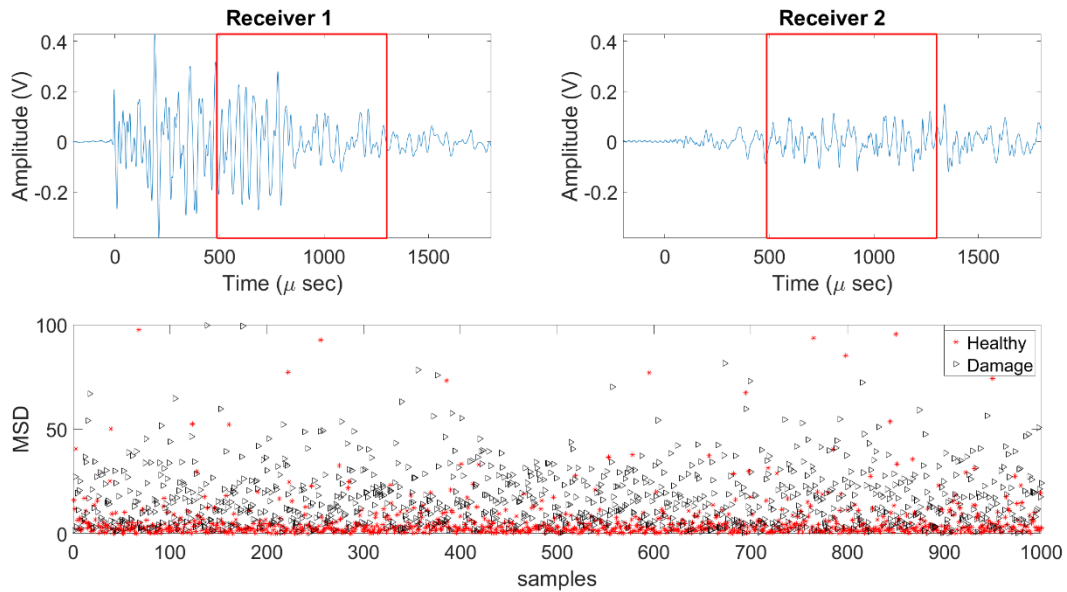 Receiver 1
0.4
0.2
0
-0.2
Amplitude (V)
0 500 1000 1500
Time (μ sec)
Receiver 2
0.4
0.2
0
-0.2
Amplitude (V)
0 500 1000 1500
Time (μ sec)
100
50
0
MSD
Healthy
Damage
0 100 200 300 400 500 600 700 800 900 1000
samples